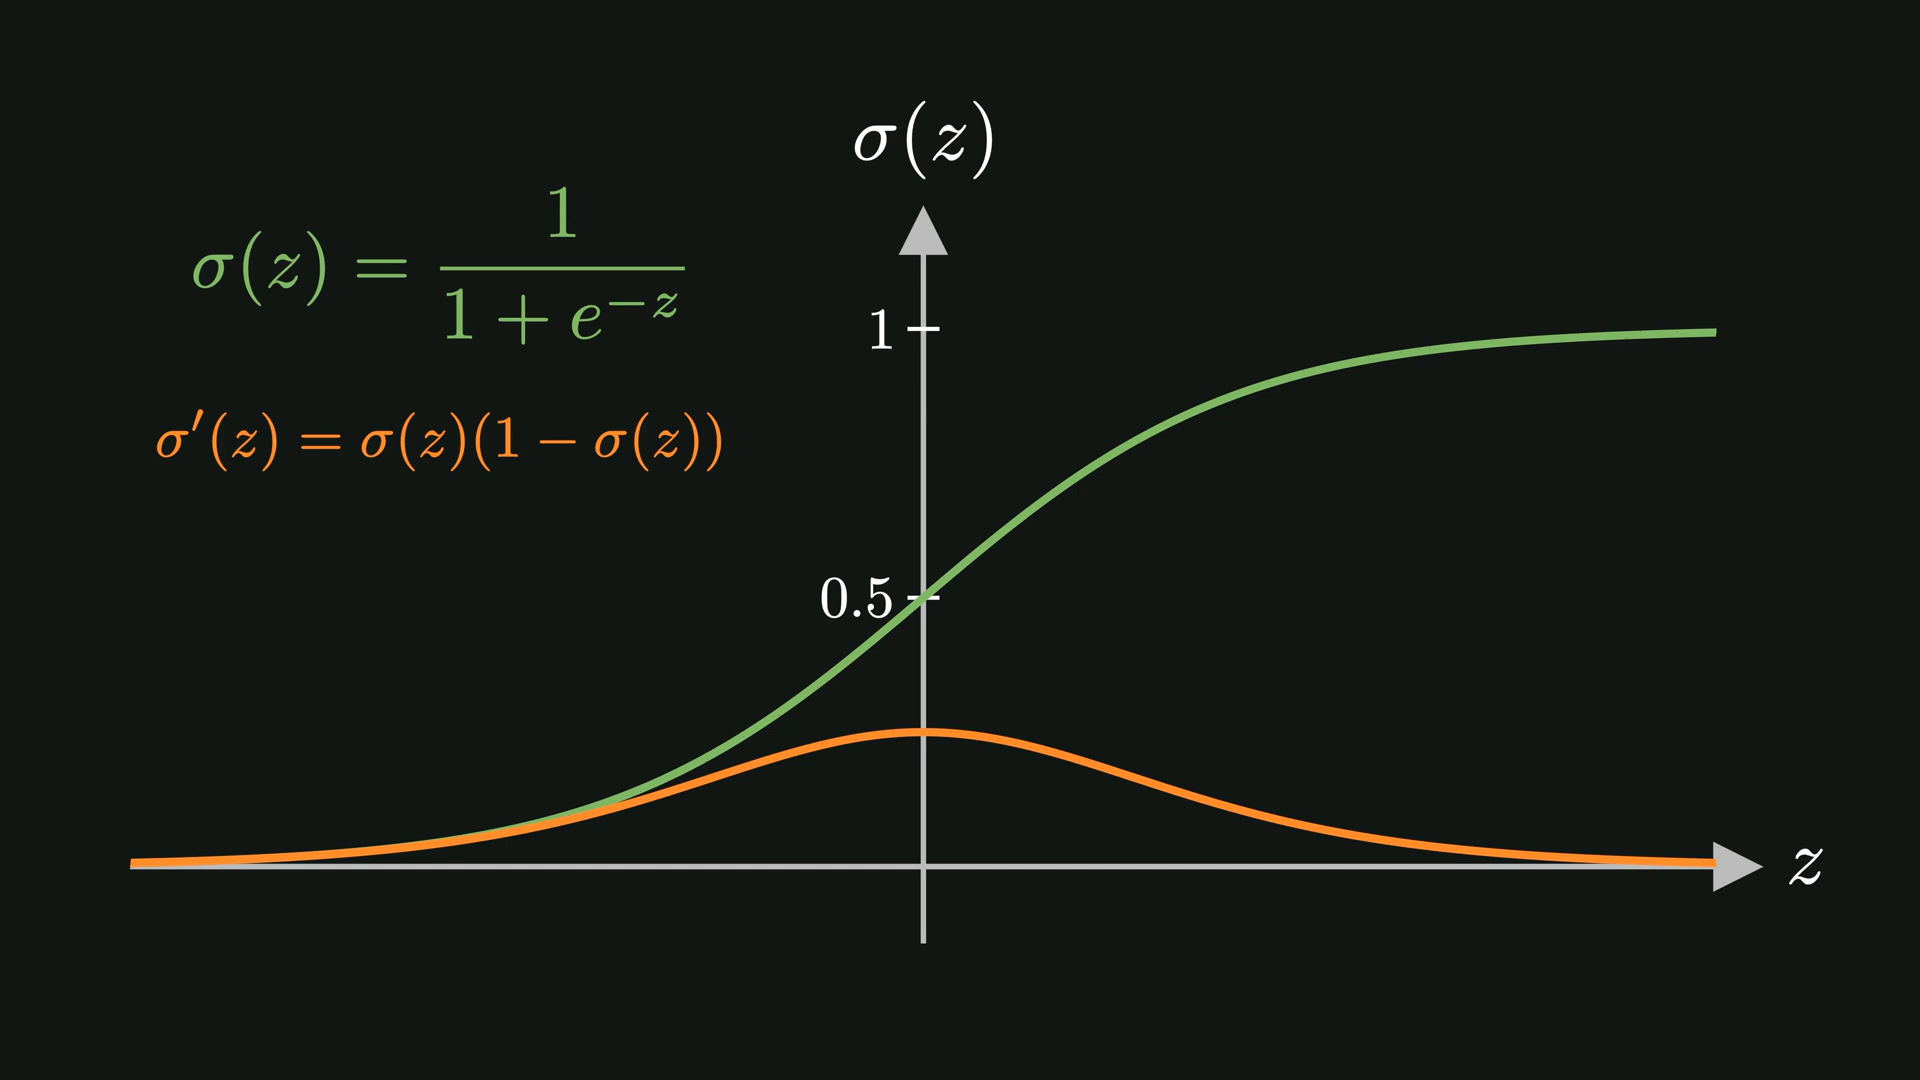 σ(z)
σ(z) = 1 / (1 + e^{-z})
σ′(z) = σ(z)(1 − σ(z))
1
0.5
z